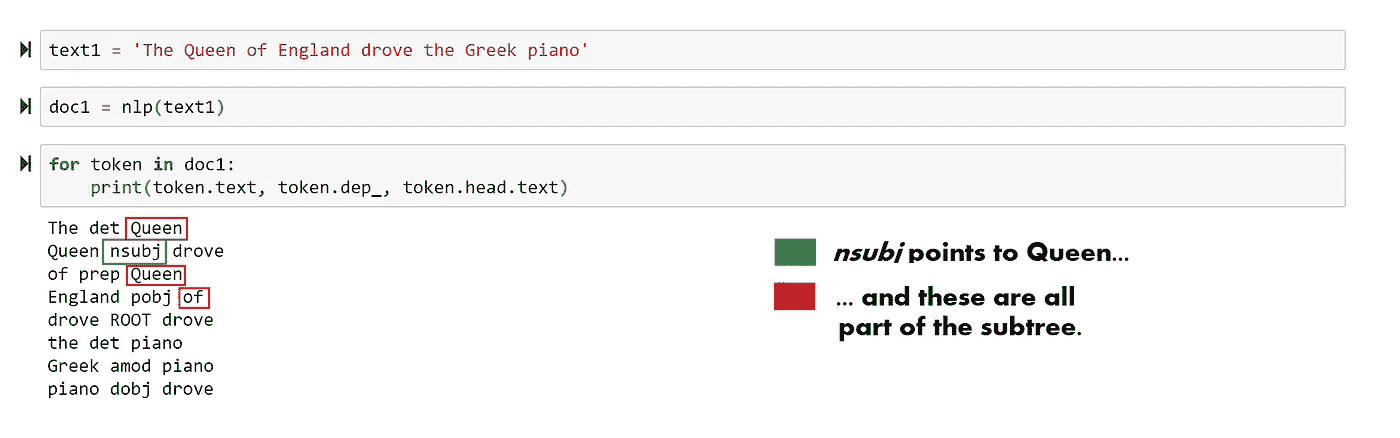 text1 = 'The Queen of England drove the Greek piano'
doc1 = nlp(text1)
for token in doc1:
    print(token.text, token.dep_, token.head.text)
The det Queen
Queen nsubj drove
of prep Queen
England pobj of
drove ROOT drove
the det piano
Greek amod piano
piano dobj drove
nsubj points to Queen...
... and these are all
part of the subtree.